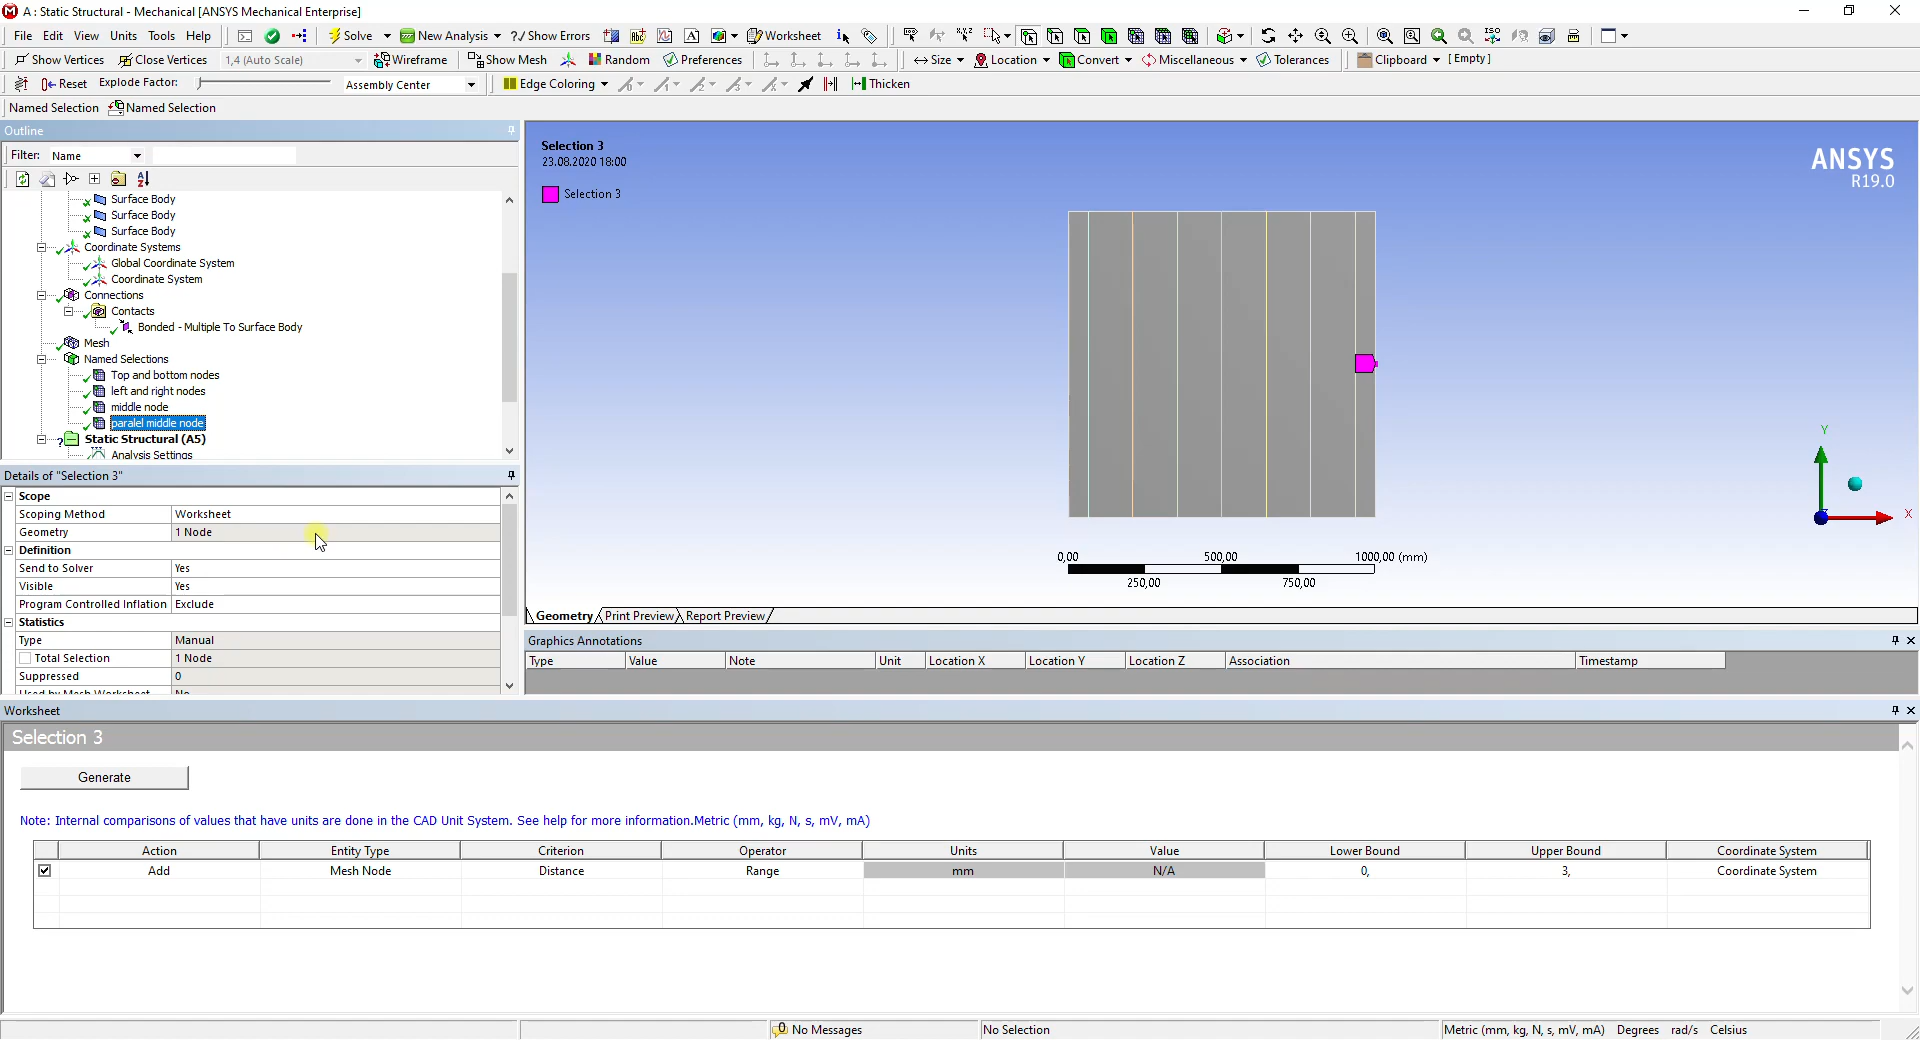 A : Static Structural - Mechanical [ANSYS Mechanical Enterprise]
File Edit View Units Tools Help Solve New Analysis ?/ Show Errors Worksheet
Show Vertices Close Vertices 1,4 (Auto Scale) Wireframe Show Mesh Random Preferences Size Location Convert Miscellaneous Tolerances Clipboard [ Empty ]
Reset Explode Factor: Assembly Center Edge Coloring Thicken
Named Selection Named Selection
Outline
Filter: Name
Surface Body
Surface Body
Surface Body
Coordinate Systems
Global Coordinate System
Coordinate System
Connections
Contacts
Bonded - Multiple To Surface Body
Mesh
Named Selections
Top and bottom nodes
left and right nodes
middle node
paralel middle node
Static Structural (A5)
Analysis Settings
Details of "Selection 3"
Scope
Scoping Method Worksheet
Geometry 1 Node
Definition
Send to Solver Yes
Visible Yes
Program Controlled Inflation Exclude
Statistics
Type Manual
Total Selection 1 Node
Suppressed 0
Used by Mesh Worksheet No
Selection 3
23.08.2020 18:00
Selection 3
ANSYS
R19.0
Y
X
0,00 500,00 1000,00 (mm)
250,00 750,00
Geometry Print Preview Report Preview
Graphics Annotations
Type Value Note Unit Location X Location Y Location Z Association Timestamp
Worksheet
Selection 3
Generate
Note: Internal comparisons of values that have units are done in the CAD Unit System. See help for more information.Metric (mm, kg, N, s, mV, mA)
Action Entity Type Criterion Operator Units Value Lower Bound Upper Bound Coordinate System
Add Mesh Node Distance Range mm N/A 0, 3, Coordinate System
0 No Messages No Selection Metric (mm, kg, N, s, mV, mA) Degrees rad/s Celsius